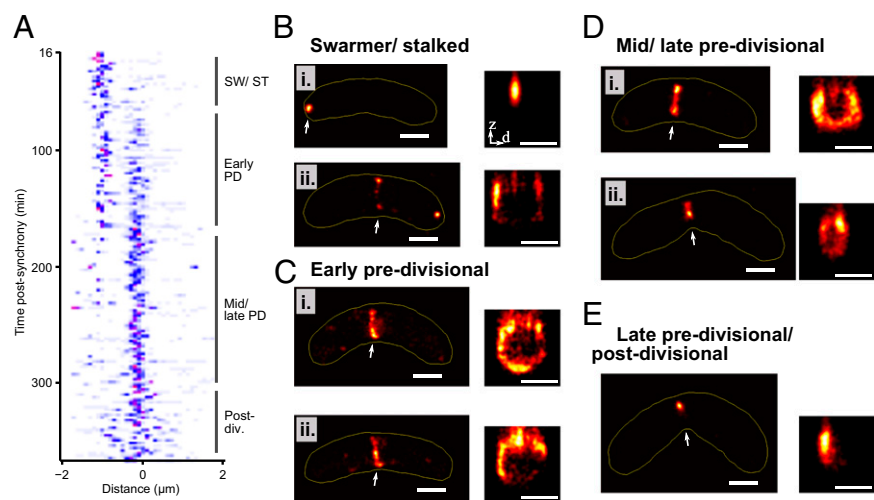 A
16
100
200
300
Time post-synchrony (min)
−2
0
2
Distance (µm)
SW/ ST
Early
PD
Mid/
late PD
Post-
div.
B
Swarmer/ stalked
i.
z
d
ii.
C
Early pre-divisional
i.
ii.
D
Mid/ late pre-divisional
i.
ii.
E
Late pre-divisional/
post-divisional